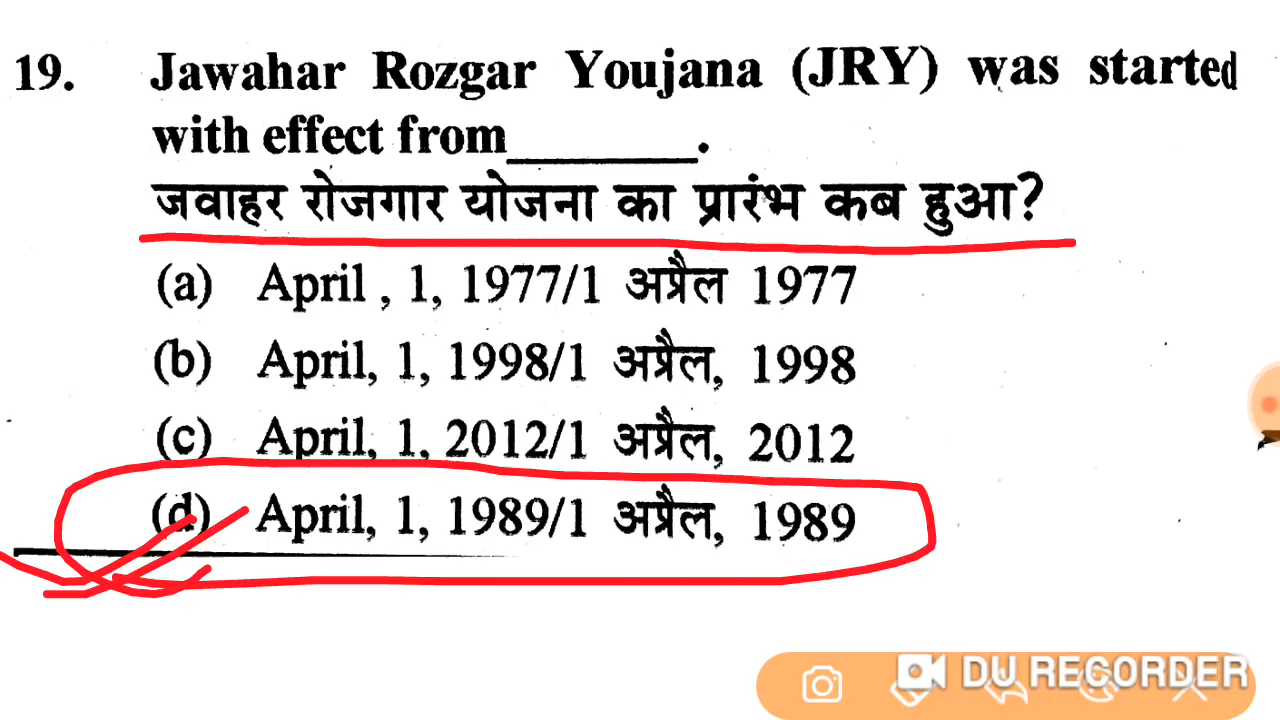 19. Jawahar Rozgar Youjana (JRY) was started
with effect from_______.
जवाहर रोजगार योजना का प्रारंभ कब हुआ?
(a) April , 1, 1977/1 अप्रैल 1977
(b) April, 1, 1998/1 अप्रैल, 1998
(c) April, 1, 2012/1 अप्रैल, 2012
(d) April, 1, 1989/1 अप्रैल, 1989
DU RECORDER